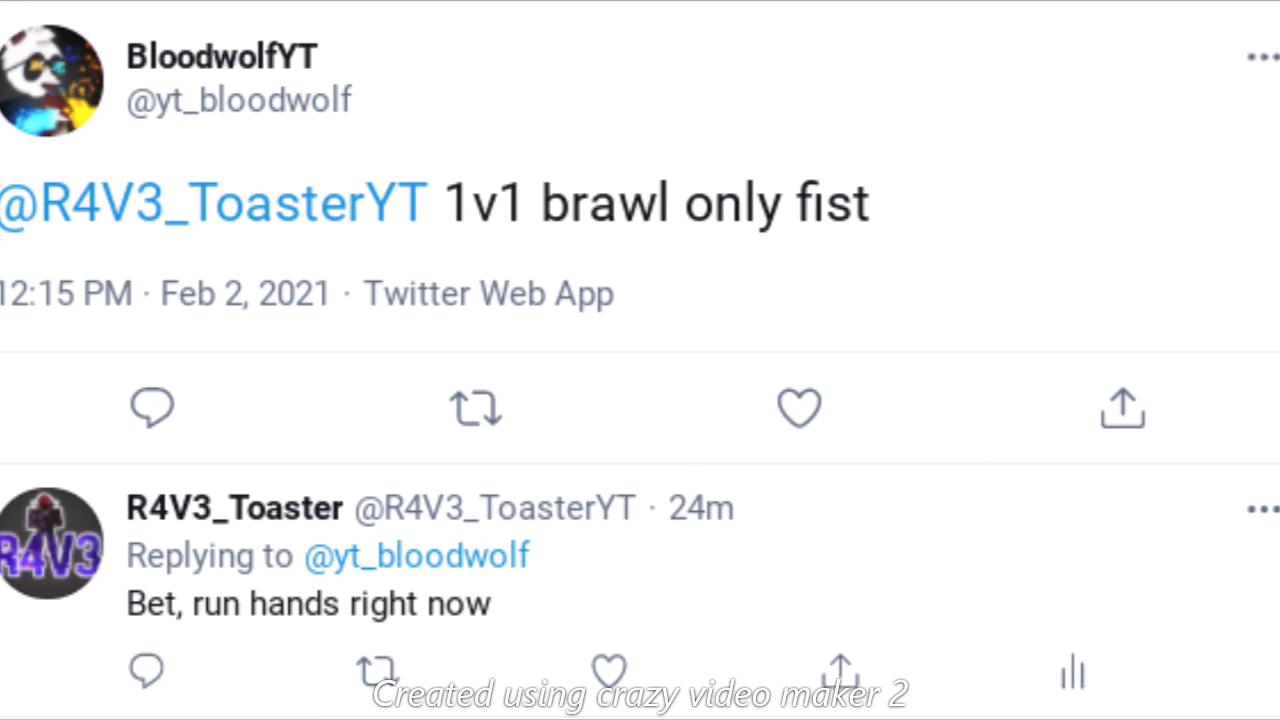 BloodwolfYT
@yt_bloodwolf
@R4V3_ToasterYT 1v1 brawl only fist
12:15 PM · Feb 2, 2021 · Twitter Web App
R4V3_Toaster @R4V3_ToasterYT · 24m
R4V3
Replying to @yt_bloodwolf
Bet, run hands right now
Created using crazy video maker 2